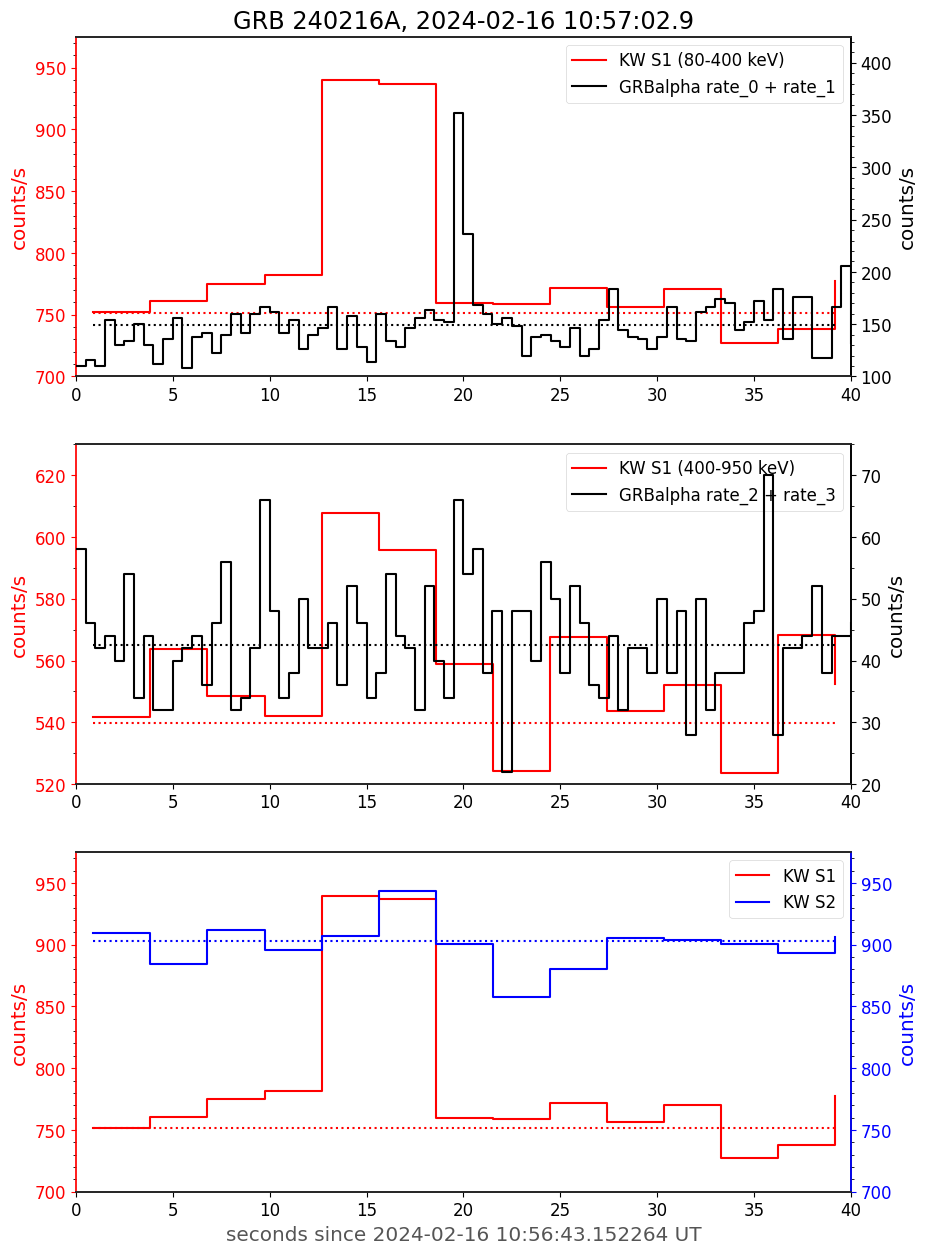 GRB 240216A, 2024-02-16 10:57:02.9
KW S1 (80-400 keV)
GRBalpha rate_0 + rate_1
950
900
850
800
750
700
counts/s
400
350
300
250
200
150
100
counts/s
0 5 10 15 20 25 30 35 40
KW S1 (400-950 keV)
GRBalpha rate_2 + rate_3
620
600
580
560
540
520
counts/s
70
60
50
40
30
20
counts/s
0 5 10 15 20 25 30 35 40
KW S1
KW S2
950
900
850
800
750
700
counts/s
950
900
850
800
750
700
counts/s
0 5 10 15 20 25 30 35 40
seconds since 2024-02-16 10:56:43.152264 UT